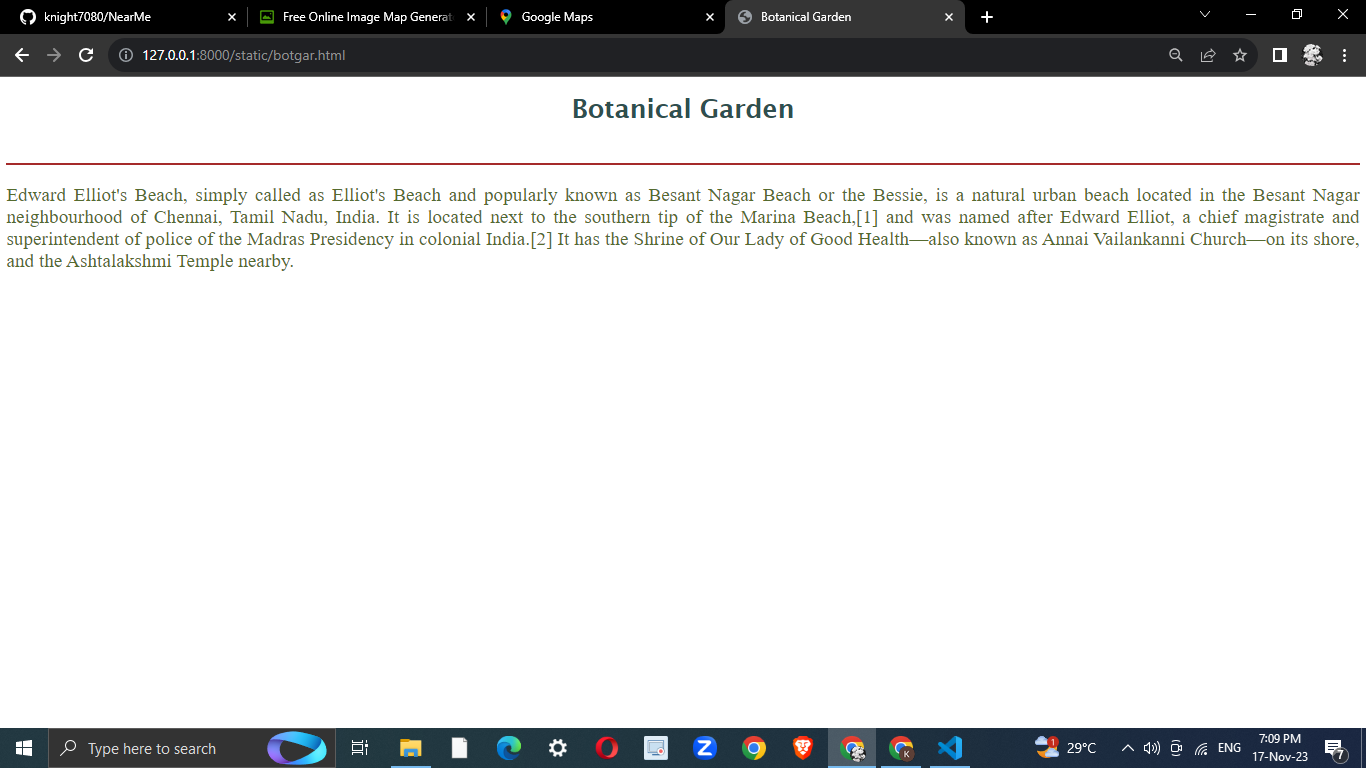 knight7080/NearMe
Free Online Image Map Generat
Google Maps
Botanical Garden
127.0.0.1:8000/static/botgar.html
Botanical Garden
Edward Elliot's Beach, simply called as Elliot's Beach and popularly known as Besant Nagar Beach or the Bessie, is a natural urban beach located in the Besant Nagar
neighbourhood of Chennai, Tamil Nadu, India. It is located next to the southern tip of the Marina Beach,[1] and was named after Edward Elliot, a chief magistrate and
superintendent of police of the Madras Presidency in colonial India.[2] It has the Shrine of Our Lady of Good Health—also known as Annai Vailankanni Church—on its shore,
and the Ashtalakshmi Temple nearby.
Type here to search
Z
K
1
29°C
ENG
7:09 PM
17-Nov-23
7